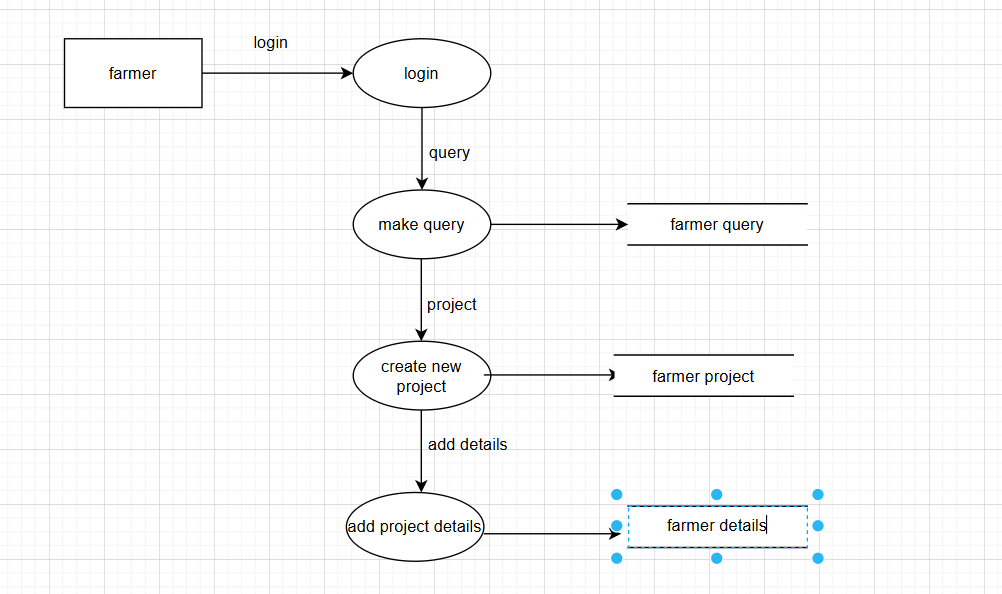 login
farmer
login
query
make query
farmer query
project
create new
project
farmer project
add details
add project details
farmer details